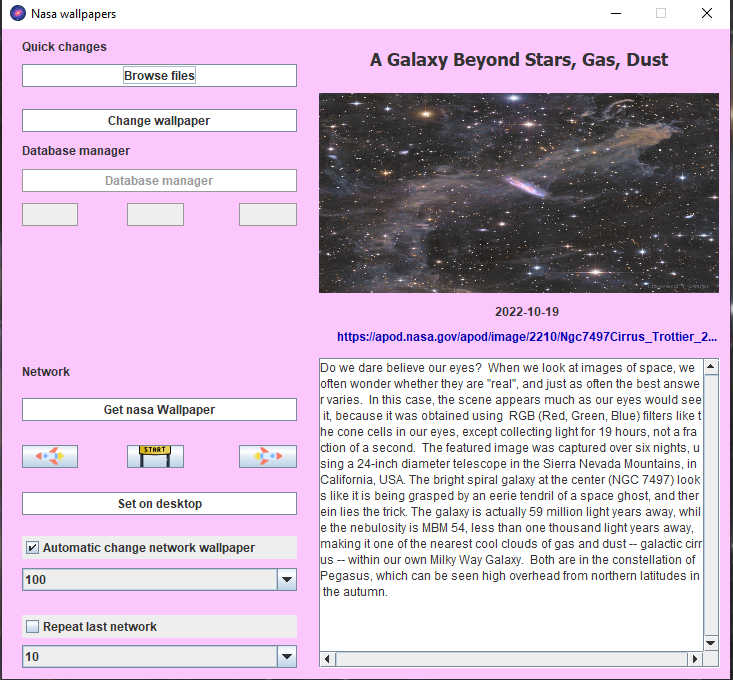 Nasa wallpapers
Quick changes
Browse files
Change wallpaper
Database manager
Database manager
Network
Get nasa Wallpaper
START
Set on desktop
Automatic change network wallpaper
100
Repeat last network
10
A Galaxy Beyond Stars, Gas, Dust
2022-10-19
https://apod.nasa.gov/apod/image/2210/Ngc7497Cirrus_Trottier_2...
Do we dare believe our eyes?  When we look at images of space, we
often wonder whether they are "real", and just as often the best answe
r varies.  In this case, the scene appears much as our eyes would see
it, because it was obtained using  RGB (Red, Green, Blue) filters like t
he cone cells in our eyes, except collecting light for 19 hours, not a fra
ction of a second.  The featured image was captured over six nights, u
sing a 24-inch diameter telescope in the Sierra Nevada Mountains, in
California, USA. The bright spiral galaxy at the center (NGC 7497) look
s like it is being grasped by an eerie tendril of a space ghost, and ther
ein lies the trick. The galaxy is actually 59 million light years away, whil
e the nebulosity is MBM 54, less than one thousand light years away,
making it one of the nearest cool clouds of gas and dust -- galactic cirr
us -- within our own Milky Way Galaxy.  Both are in the constellation of
Pegasus, which can be seen high overhead from northern latitudes in
the autumn.